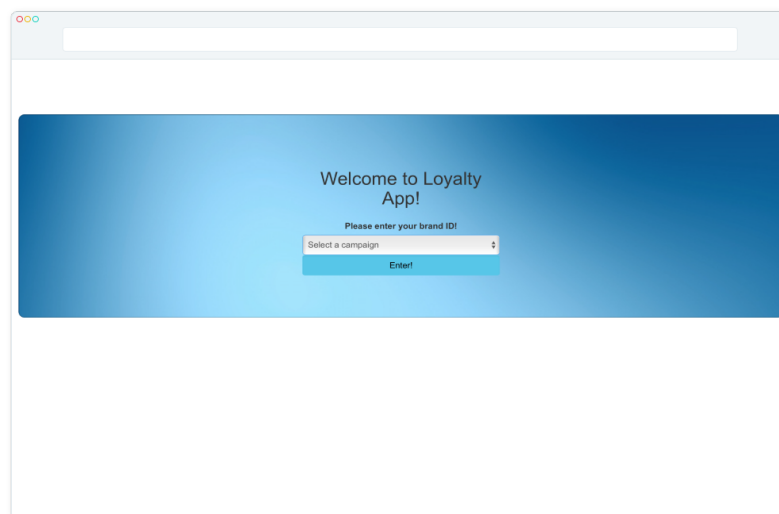 Welcome to Loyalty
App!
Please enter your brand ID!
Select a campaign
Enter!